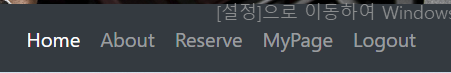 [설정]으로 이동하여 Windows
Home About Reserve MyPage Logout